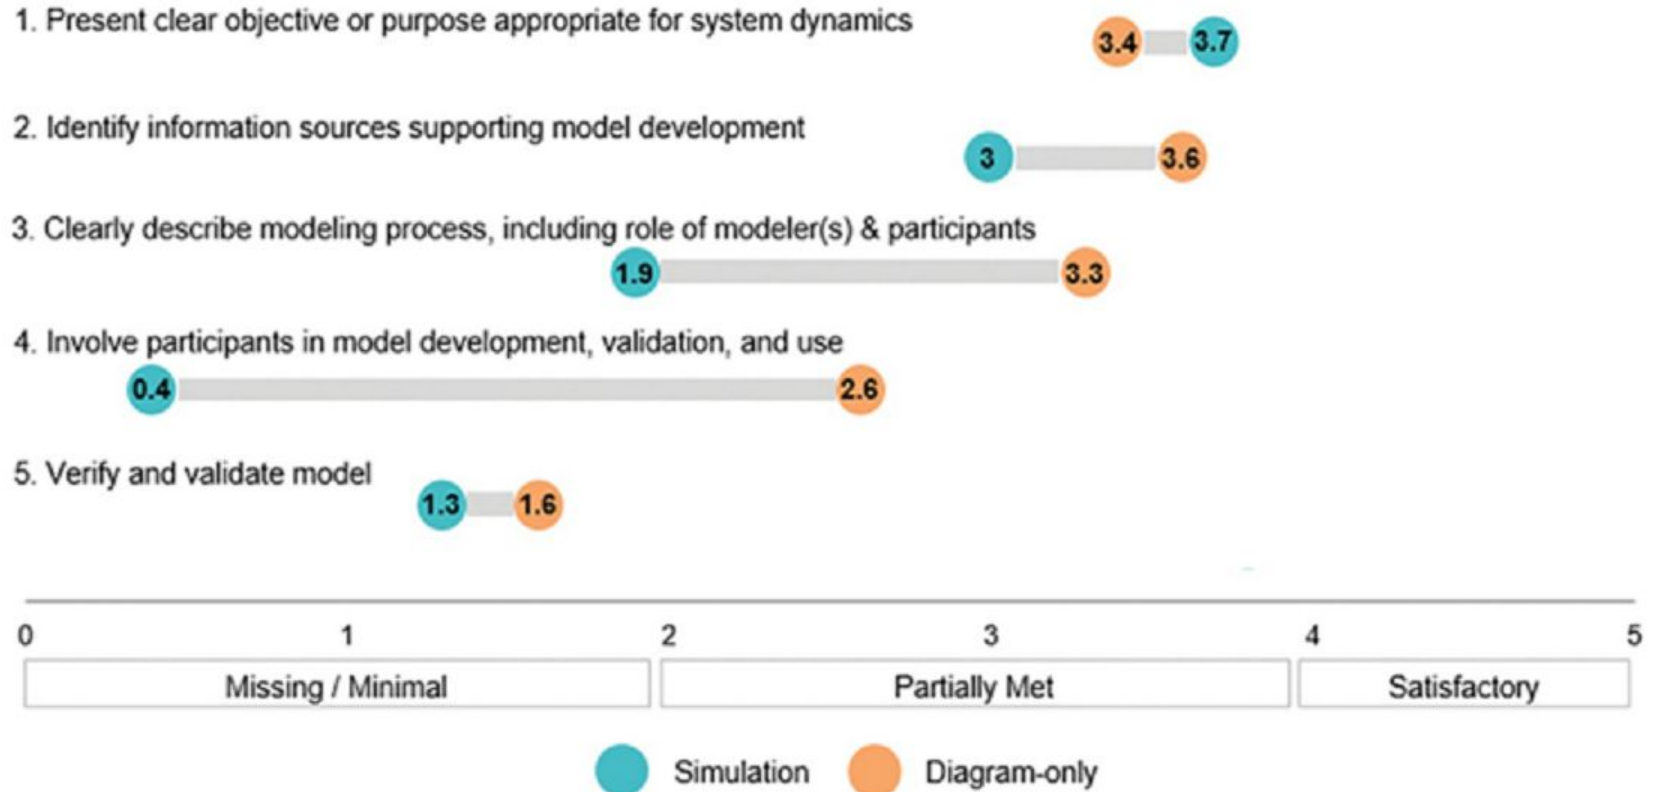 1. Present clear objective or purpose appropriate for system dynamics
3.4 3.7
2. Identify information sources supporting model development
3 3.6
3. Clearly describe modeling process, including role of modeler(s) & participants
1.9 3.3
4. Involve participants in model development, validation, and use
0.4 2.6
5. Verify and validate model
1.3 1.6
0 1 2 3 4 5
Missing / Minimal Partially Met Satisfactory
Simulation Diagram-only